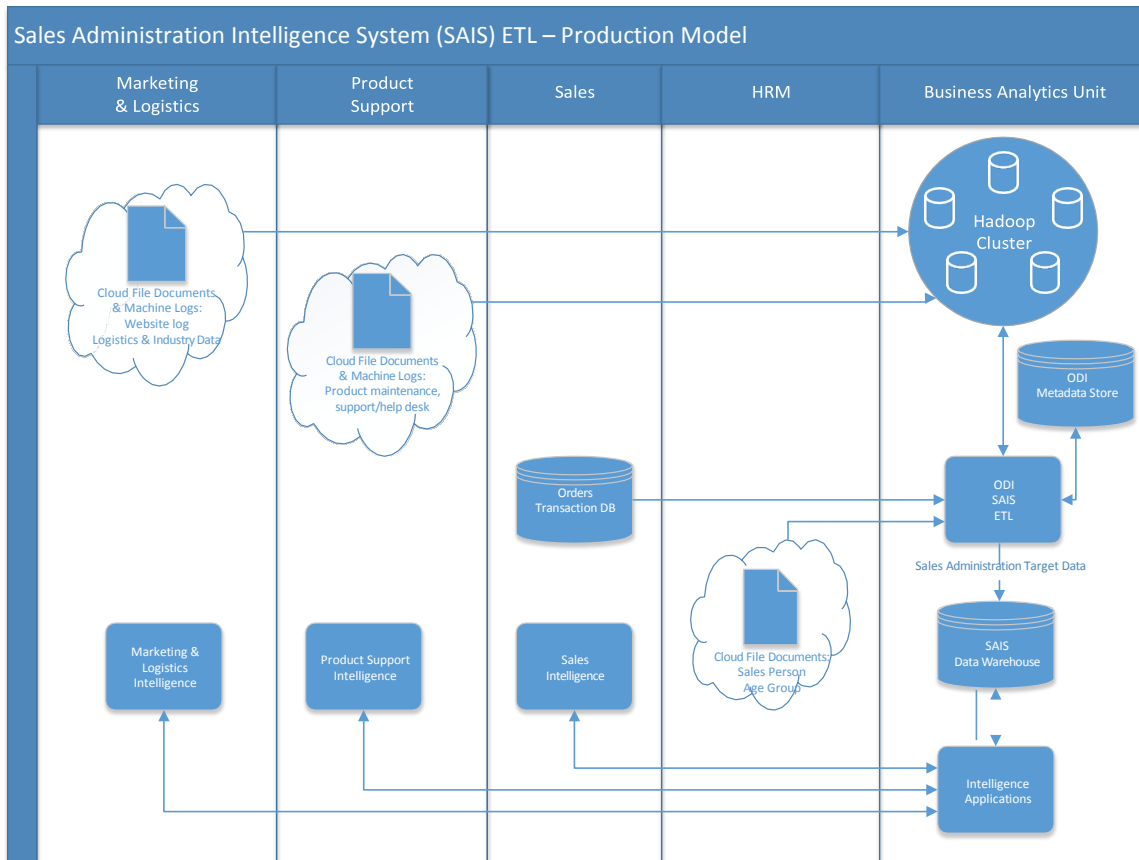 Sales Administration Intelligence System (SAIS) ETL – Production Model
Marketing
& Logistics
Product
Support
Sales
HRM
Business Analytics Unit
Hadoop
Cluster
Cloud File Documents
& Machine Logs:
Website log
Logistics & Industry Data
Cloud File Documents
& Machine Logs:
Product maintenance,
support/help desk
ODI
Metadata Store
Orders
Transaction DB
ODI
SAIS
ETL
Sales Administration Target Data
Cloud File Documents:
Sales Person
Age Group
SAIS
Data Warehouse
Marketing &
Logistics
Intelligence
Product Support
Intelligence
Sales
Intelligence
Intelligence
Applications